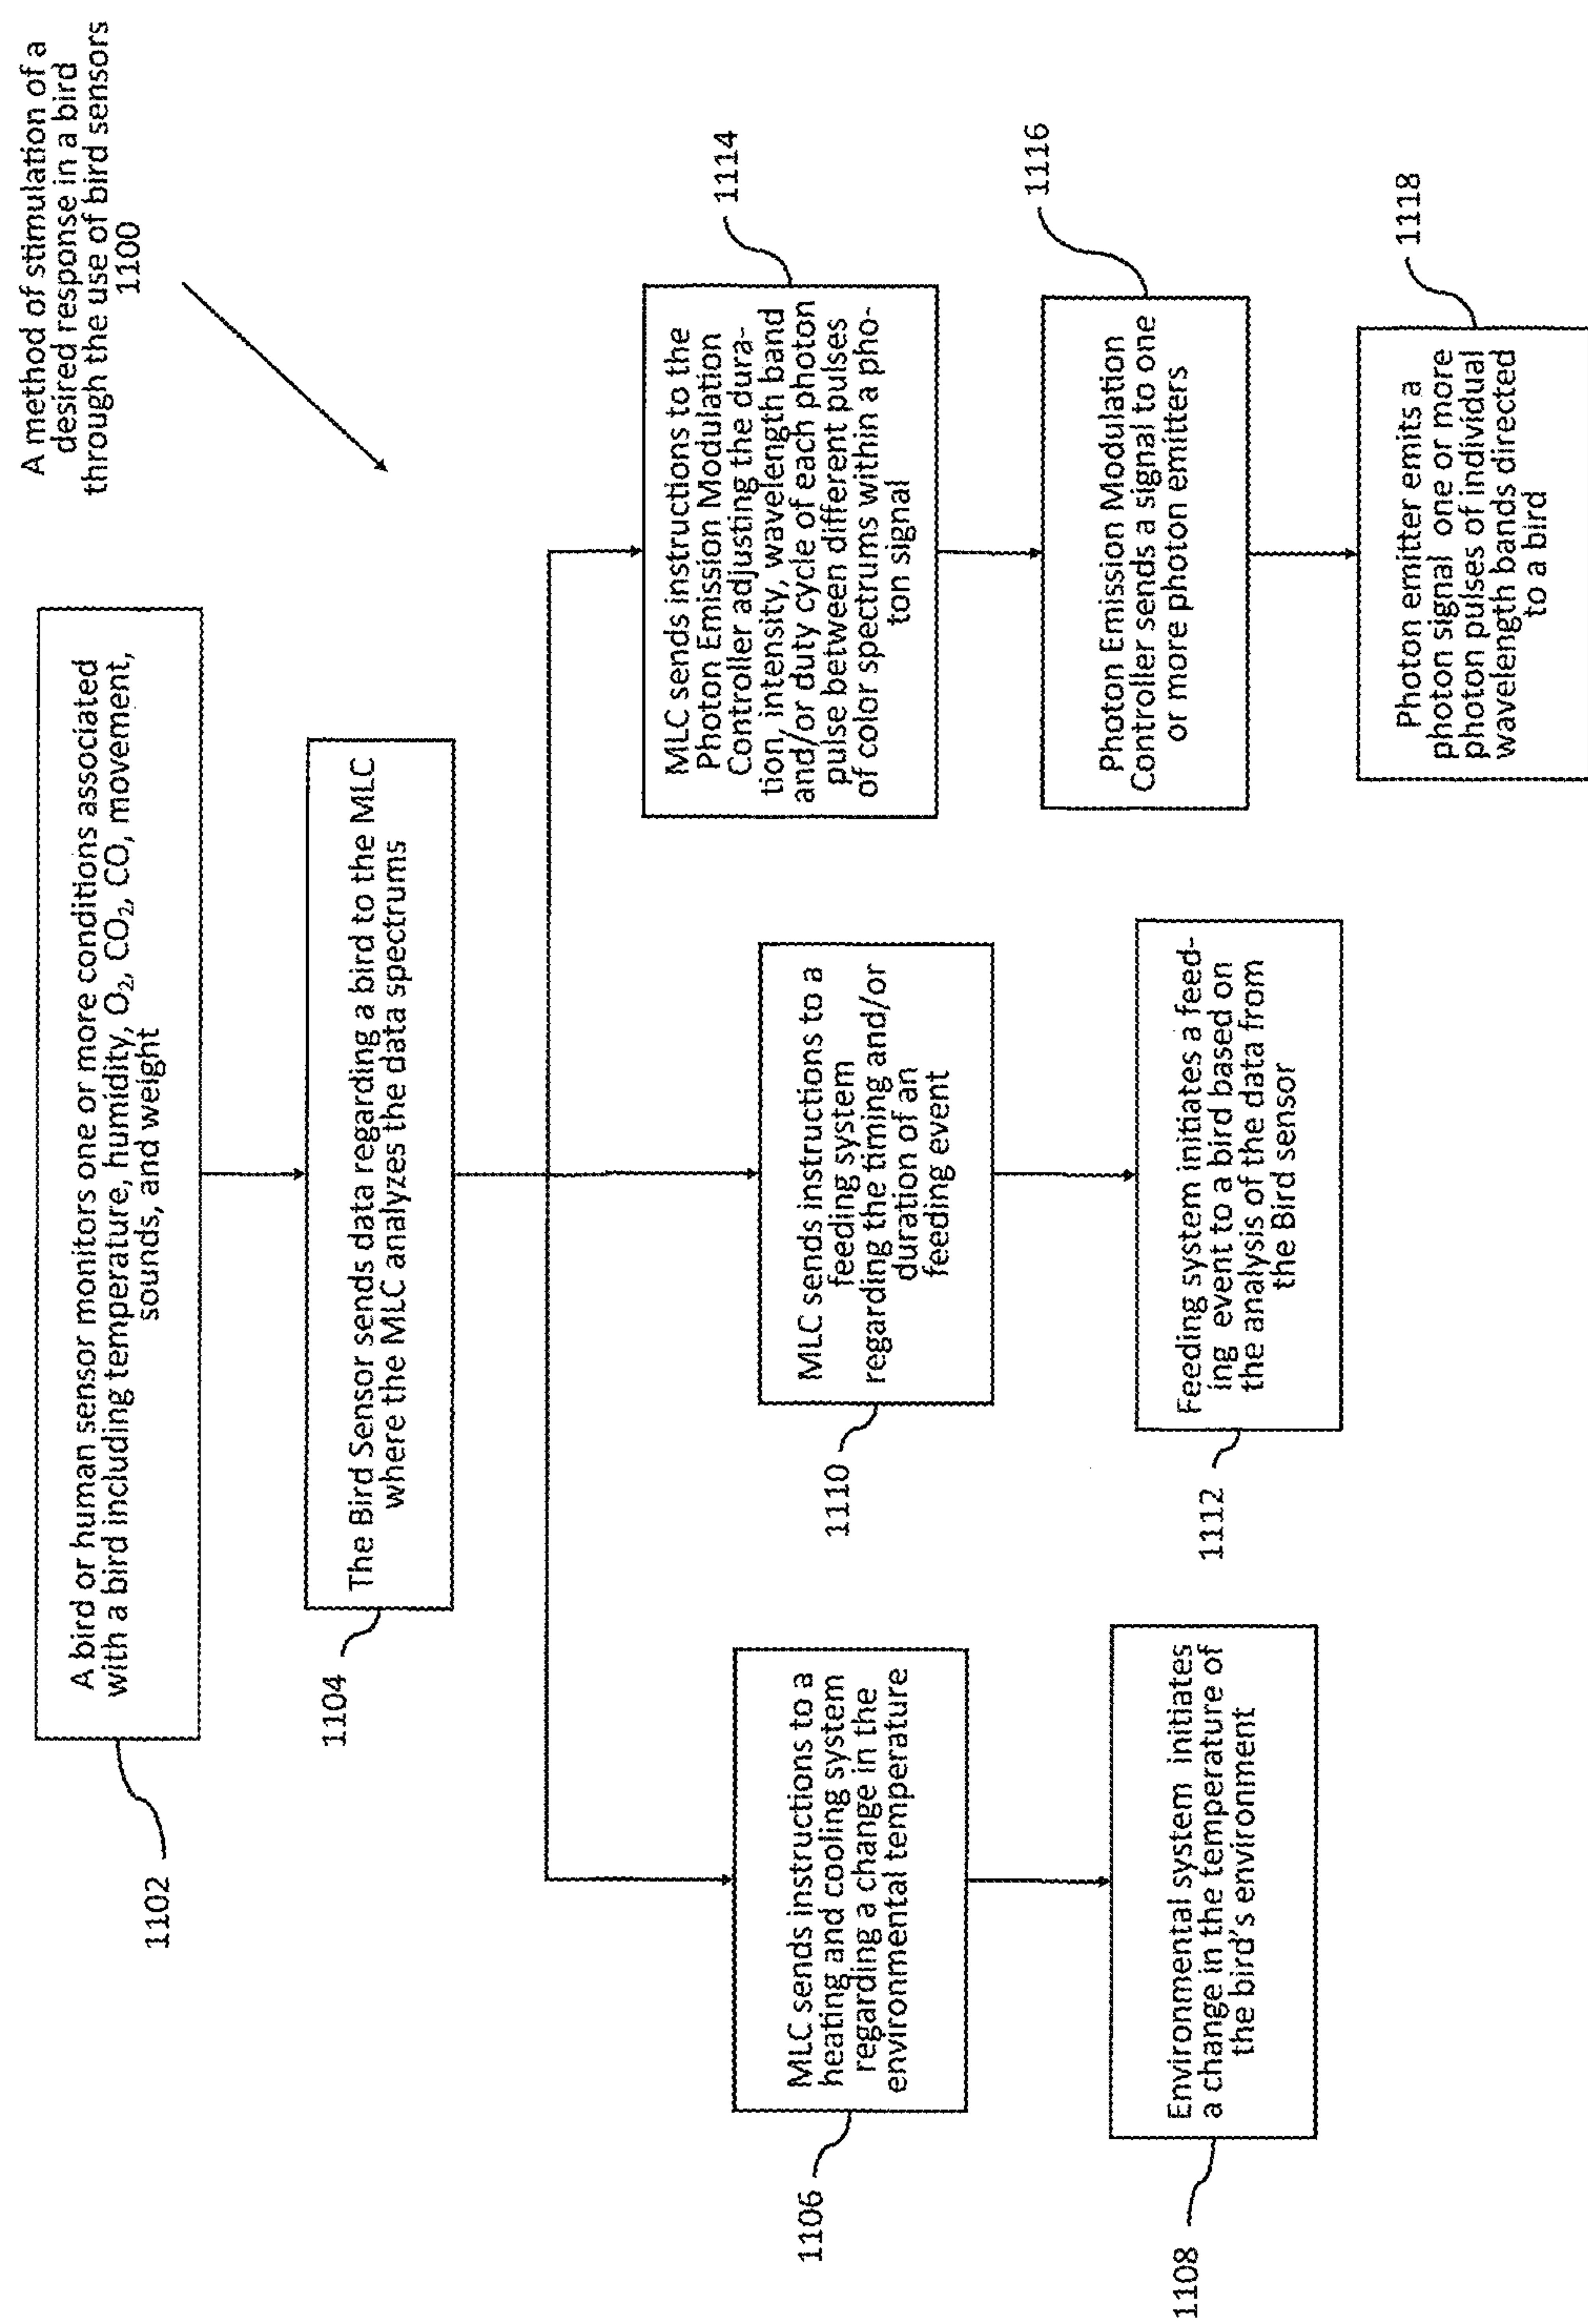 A method of stimulation of a
desired response in a bird
through the use of bird sensors
1100
A bird or human sensor monitors one or more conditions associated
with a bird including temperature, humidity, O₂, CO₂, CO, movement,
sounds, and weight
1102
The Bird Sensor sends data regarding a bird to the MLC
where the MLC analyzes the data spectrums
1104
MLC sends instructions to a
heating and cooling system
regarding a change in the
environmental temperature
1106
Environmental system initiates
a change in the temperature of
the bird's environment
1108
MLC sends instructions to a
feeding system
regarding the timing and/or
duration of an
feeding event
1110
Feeding system initiates a feed-
ing event to a bird based on
the analysis of the data from
the Bird sensor
1112
MLC sends instructions to the
Photon Emission Modulation
Controller adjusting the dura-
tion, intensity, wavelength band
and/or duty cycle of each photon
pulse between different pulses
of color spectrums within a pho-
ton signal
1114
Photon Emission Modulation
Controller sends a signal to one
or more photon emitters
1116
Photon emitter emits a
photon signal one or more
photon pulses of individual
wavelength bands directed
to a bird
1118